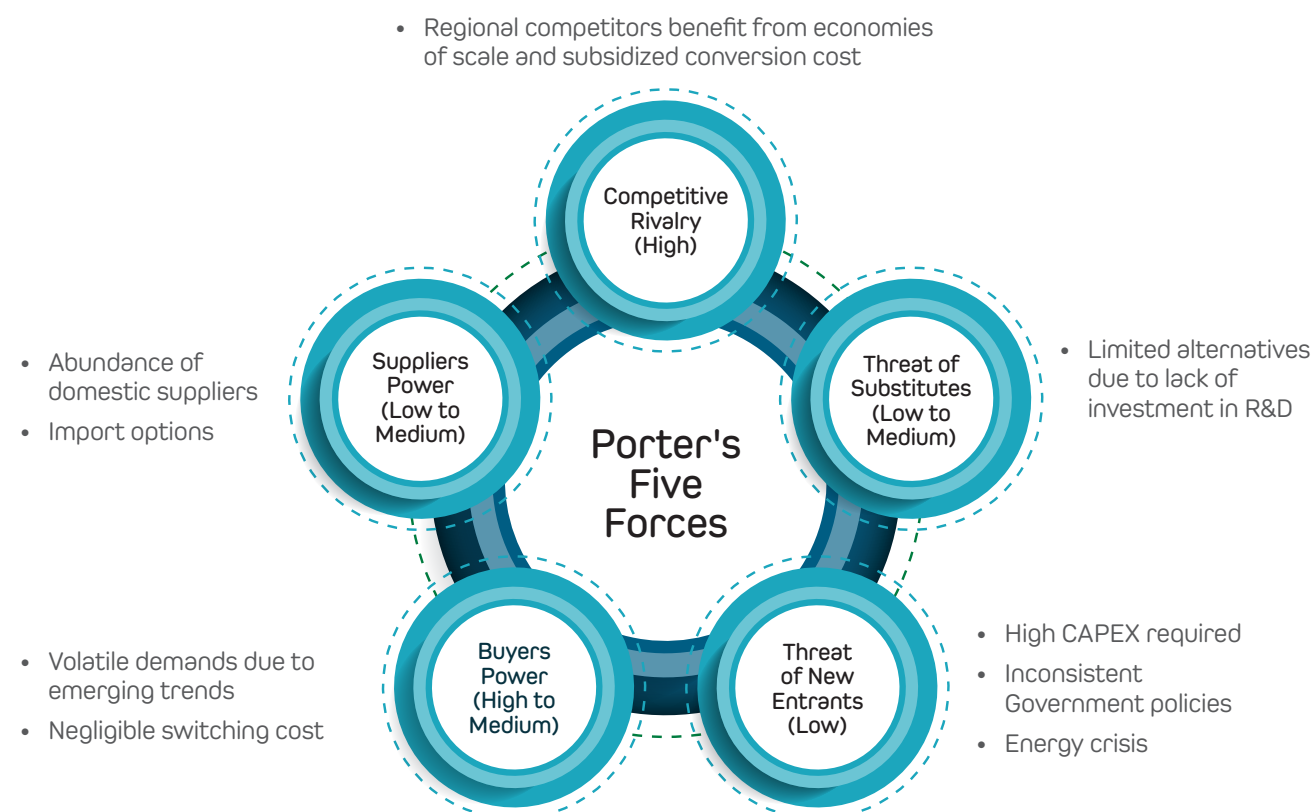 • Regional competitors benefit from economies
of scale and subsidized conversion cost
Competitive
Rivalry
(High)
• Abundance of
domestic suppliers
• Import options
Suppliers
Power
(Low to
Medium)
Porter's
Five
Forces
Threat of
Substitutes
(Low to
Medium)
• Limited alternatives
due to lack of
investment in R&D
• Volatile demands due to
emerging trends
• Negligible switching cost
Buyers
Power
(High to
Medium)
Threat
of New
Entrants
(Low)
• High CAPEX required
• Inconsistent
Government policies
• Energy crisis